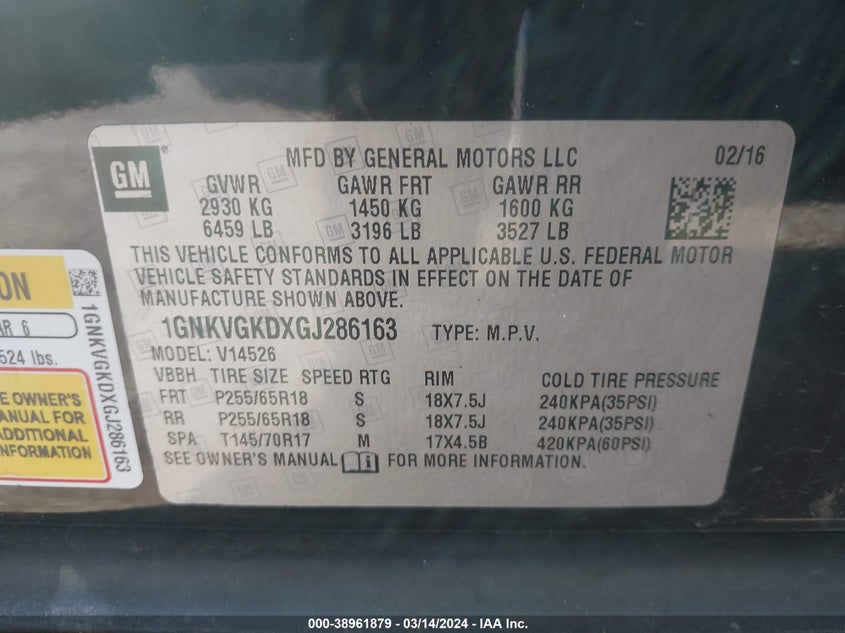 GM
MFD BY GENERAL MOTORS LLC 02/16
GVWR GAWR FRT GAWR RR
2930 KG 1450 KG 1600 KG
6459 LB 3196 LB 3527 LB
THIS VEHICLE CONFORMS TO ALL APPLICABLE U.S. FEDERAL MOTOR
VEHICLE SAFETY STANDARDS IN EFFECT ON THE DATE OF
MANUFACTURE SHOWN ABOVE.
1GNKVGKDXGJ286163 TYPE: M.P.V.
MODEL: V14526
VBBH TIRE SIZE SPEED RTG RIM COLD TIRE PRESSURE
FRT P255/65R18 S 18X7.5J 240KPA(35PSI)
RR P255/65R18 S 18X7.5J 240KPA(35PSI)
SPA T145/70R17 M 17X4.5B 420KPA(60PSI)
SEE OWNER'S MANUAL FOR MORE INFORMATION.
ON
AR 6
524 lbs.
E OWNER'S
ANUAL FOR
ADDITIONAL
INFORMATION
1GNKVGKDXGJ286163
000-38961879 - 03/14/2024 - IAA Inc.